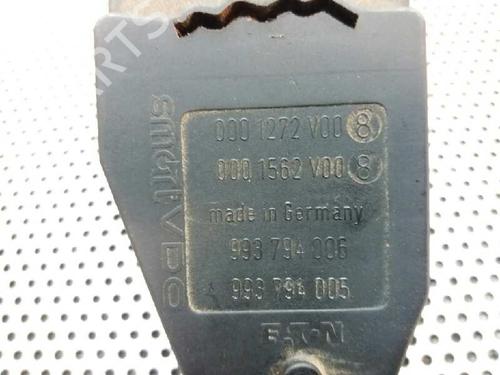 smart VDO
000 1272 V00 8
000 1562 V00 8
made in Germany
993 794 006
993 794 005
EATON
PARTS